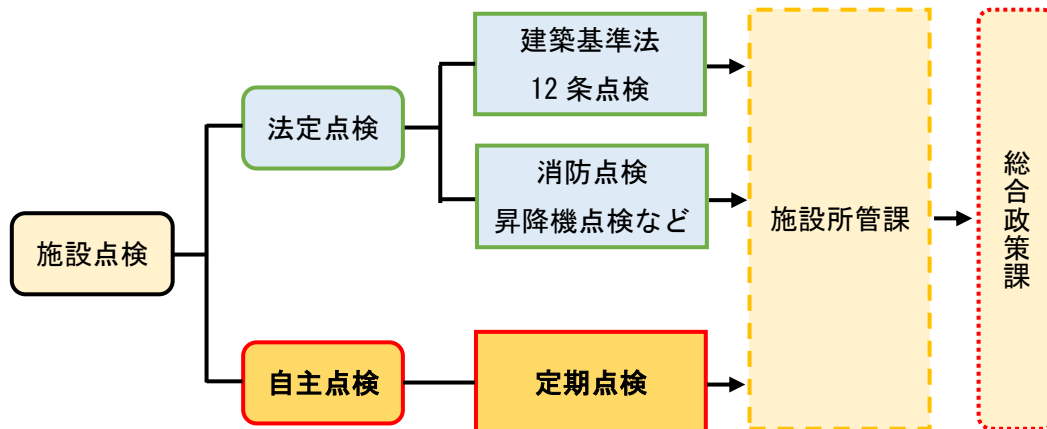 建築基準法
12条点検
法定点検
消防点検
昇降機点検など
施設点検
施設所管課
総合政策課
自主点検
定期点検